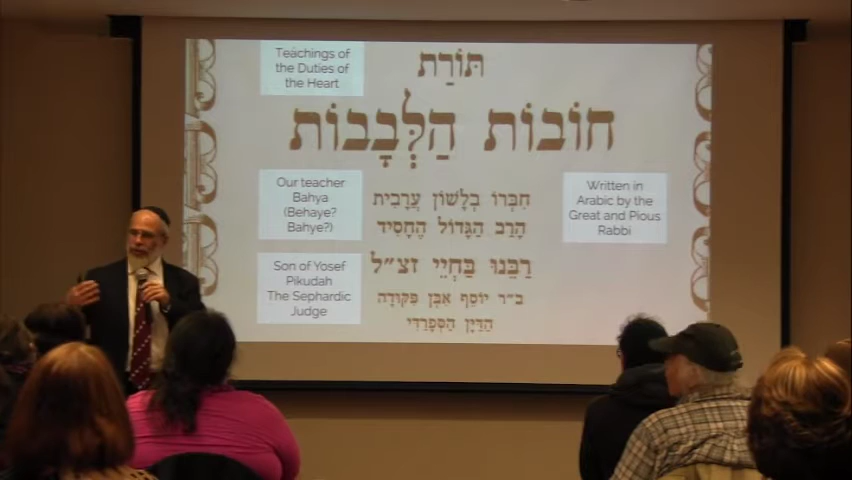 Teachings of
the Duties of
the Heart
תּוֹרַת
חוֹבוֹת הַלְּבָבוֹת
Our teacher
Bahya
(Behaye?
Bahye?)
חִבְּרוֹ בְלָשׁוֹן עֲרָבִית
הָרַב הַגָּדוֹל הֶחָסִיד
Written in
Arabic by the
Great and Pious
Rabbi
רַבֵּנוּ בַּחְיֵי זצ״ל
Son of Yosef
Pikudah
The Sephardic
Judge
ב״ר יוֹסֵף אִבְּן פַּקוּדָה
הַדַּיָּן הַסְּפָרַדִּי